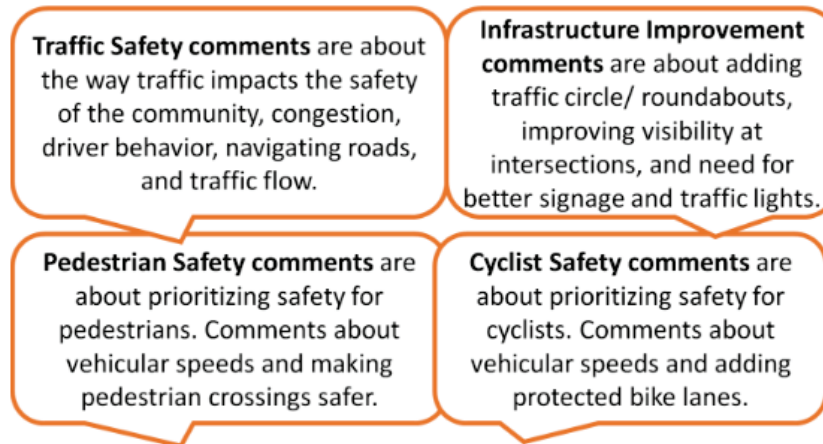 Traffic Safety comments are about
the way traffic impacts the safety
of the community, congestion,
driver behavior, navigating roads,
and traffic flow.
Infrastructure Improvement
comments are about adding
traffic circle/ roundabouts,
improving visibility at
intersections, and need for
better signage and traffic lights.
Pedestrian Safety comments are
about prioritizing safety for
pedestrians. Comments about
vehicular speeds and making
pedestrian crossings safer.
Cyclist Safety comments are
about prioritizing safety for
cyclists. Comments about
vehicular speeds and adding
protected bike lanes.